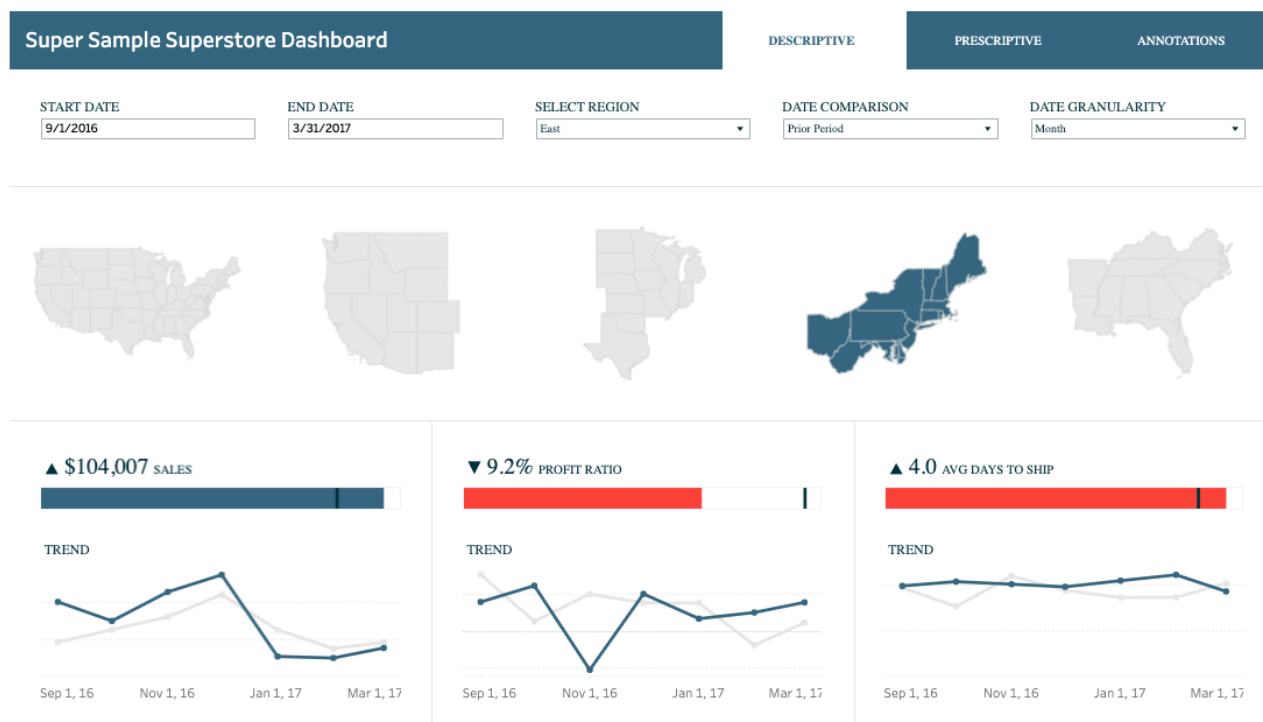 Super Sample Superstore Dashboard
DESCRIPTIVE PRESCRIPTIVE ANNOTATIONS
START DATE END DATE SELECT REGION DATE COMPARISON DATE GRANULARITY
9/1/2016 3/31/2017 East Prior Period Month
▲ $104,007 SALES ▼ 9.2% PROFIT RATIO ▲ 4.0 AVG DAYS TO SHIP
TREND TREND TREND
Sep 1, 16 Nov 1, 16 Jan 1, 17 Mar 1, 17 Sep 1, 16 Nov 1, 16 Jan 1, 17 Mar 1, 17 Sep 1, 16 Nov 1, 16 Jan 1, 17 Mar 1, 17